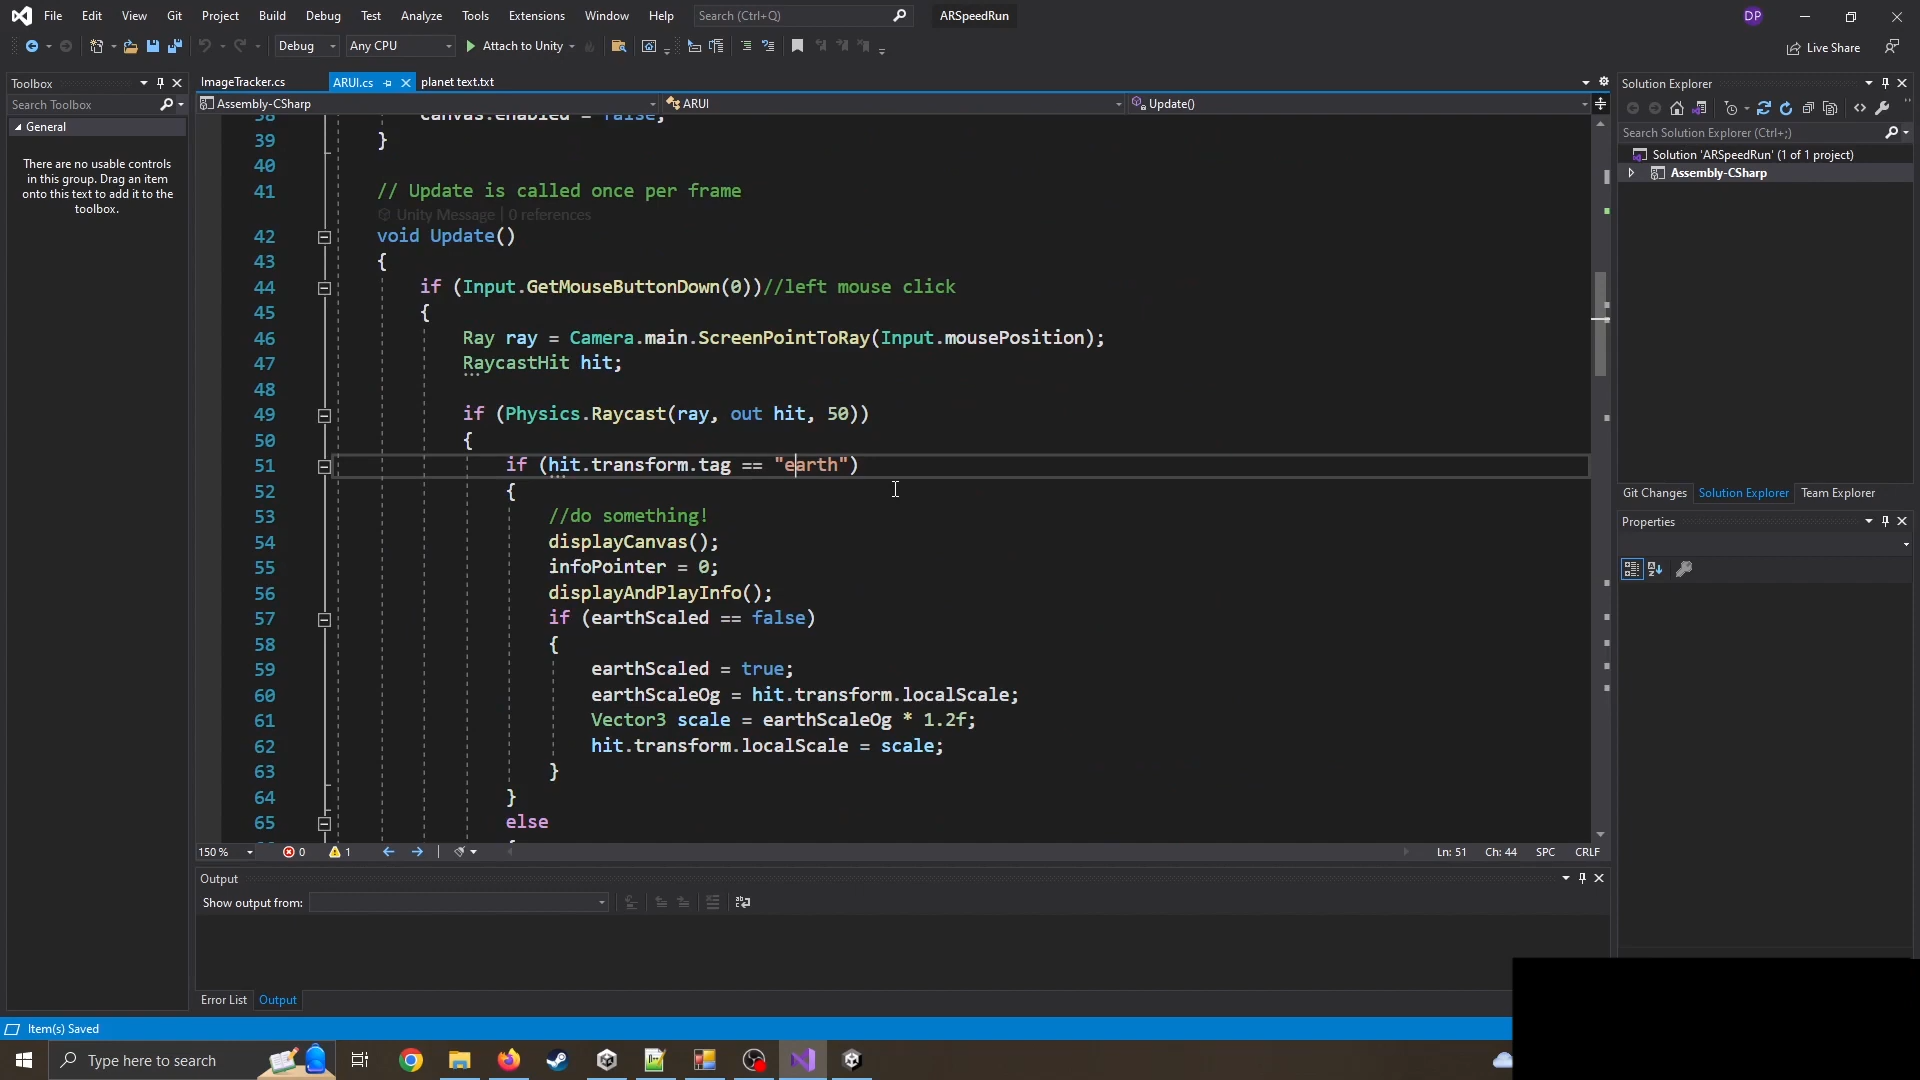 File Edit View Git Project Build Debug Test Analyze Tools Extensions Window Help Search (Ctrl+Q) ARSpeedRun DP
Debug Any CPU Attach to Unity Live Share
Toolbox
Search Toolbox
General
There are no usable controls
in this group. Drag an item
onto this text to add it to the
toolbox.
ImageTracker.cs ARUI.cs planet text.txt
Assembly-CSharp ARUI Update()
38 canvas.enabled = false;
39 }
40
41 // Update is called once per frame
Unity Message | 0 references
42 void Update()
43 {
44 if (Input.GetMouseButtonDown(0))//left mouse click
45 {
46 Ray ray = Camera.main.ScreenPointToRay(Input.mousePosition);
47 RaycastHit hit;
48
49 if (Physics.Raycast(ray, out hit, 50))
50 {
51 if (hit.transform.tag == "earth")
52 {
53 //do something!
54 displayCanvas();
55 infoPointer = 0;
56 displayAndPlayInfo();
57 if (earthScaled == false)
58 {
59 earthScaled = true;
60 earthScaleOg = hit.transform.localScale;
61 Vector3 scale = earthScaleOg * 1.2f;
62 hit.transform.localScale = scale;
63 }
64 }
65 else
150 % 0 1 Ln: 51 Ch: 44 SPC CRLF
Output
Show output from:
Error List Output
Solution Explorer
Search Solution Explorer (Ctrl+;)
Solution 'ARSpeedRun' (1 of 1 project)
Assembly-CSharp
Git Changes Solution Explorer Team Explorer
Properties
Item(s) Saved
Type here to search